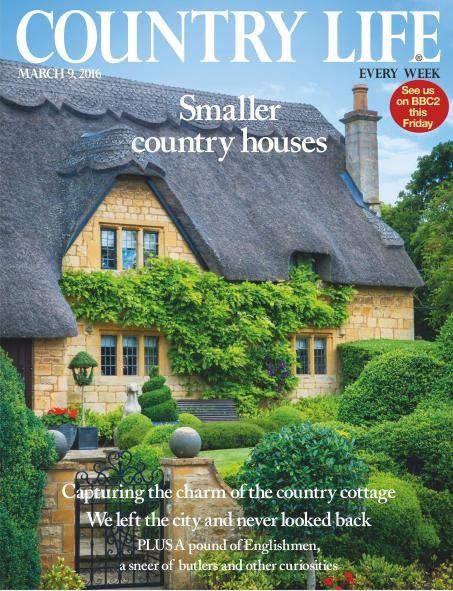 COUNTRY LIFE®
MARCH 9, 2016
EVERY WEEK
See us
on BBC2
this
Friday
Smaller
country houses
Capturing the charm of the country cottage
We left the city and never looked back
PLUS A pound of Englishmen,
a sneer of butlers and other curiosities